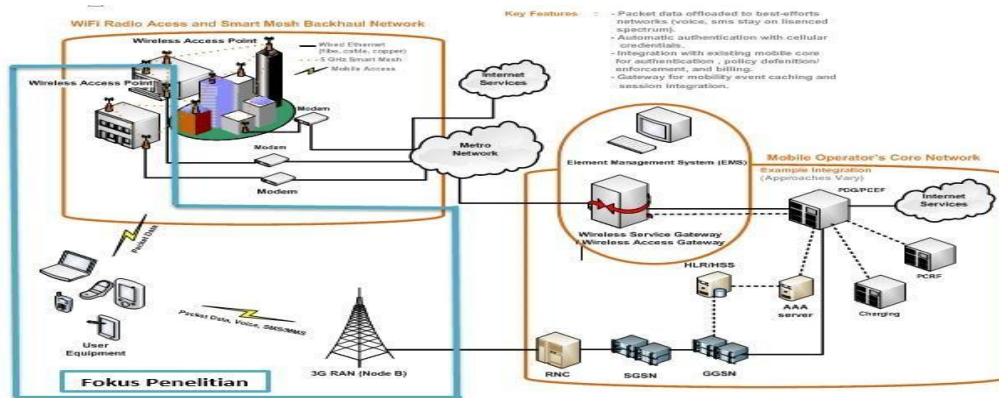 WiFi Radio Acess and Smart Mesh Backhaul Network
Wireless Access Point
Wired Ethernet
(fibo, cable, copper)
5 GHz Smart Mesh
Mobile Access
Wireless Access Point
Modem
Modem
Modem
Internet
Services
Metro
Network
Key Features : - Packet data offloaded to best-efforts
networks (voice, sms stay on lisenced
spectrum).
- Automatic authentication with cellular
credentials.
- Integration with existing mobile core
for authentication , policy defenition/
enforcement, and billing.
- Gateway for mobility event caching and
session integration.
Element Management System (EMS)
Mobile Operator's Core Network
Example Integration
(Approaches Vary)
PDG/PCEF
Internet
Services
Wireless Service Gateway
/ Wireless Access Gateway
HLR/HSS
AAA
server
PCRF
Charging
Packet Data
Packet Data, Voice, SMS/MMS
User
Equipment
3G RAN (Node B)
RNC
SGSN
GGSN
Fokus Penelitian